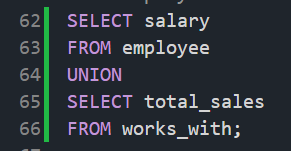 62 SELECT salary
63 FROM employee
64 UNION
65 SELECT total_sales
66 FROM works_with;